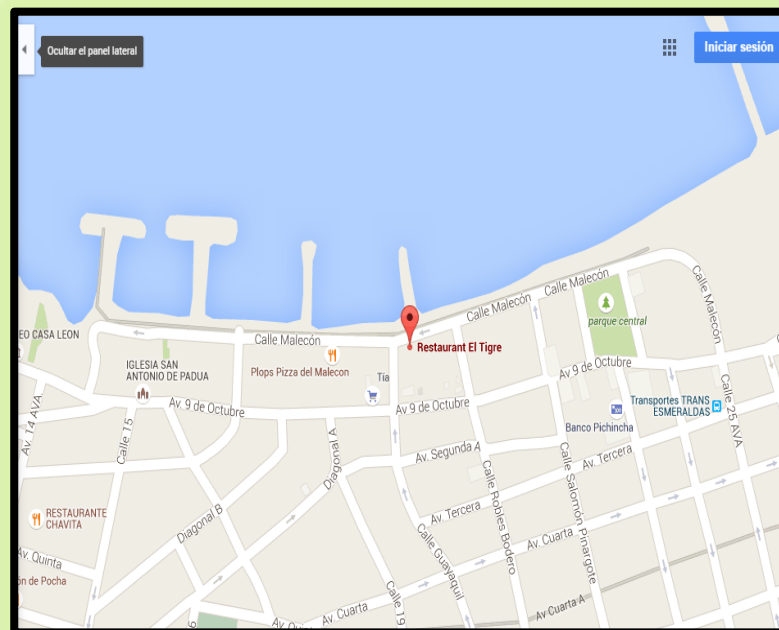 Ocultar el panel lateral
Iniciar sesión
Calle Malecón
Calle Malecón
Calle Malecón
parque central
EO CASA LEON
Calle Malecón
Restaurant El Tigre
IGLESIA SAN
ANTONIO DE PADUA
Plops Pizza del Malecon
Tia
Av 9 de Octubre
Av. 14 AVA
Calle 15
Av. 9 de Octubre
Av 9 de Octubre
Transportes TRANS
ESMERALDAS
Calle 25 AVA
Banco Pichincha
Diagonal A
Av. Segunda A
Av. Tercera
Calle Robles Bodero
Calle Salomón Pinargote
RESTAURANTE
CHAVITA
Diagonal B
Av. Tercera
Av. Quinta
Calle Guayaquil
Av. Cuarta
ón de Pocha
Calle 19
Av. Cuarta
Av Cuarta A